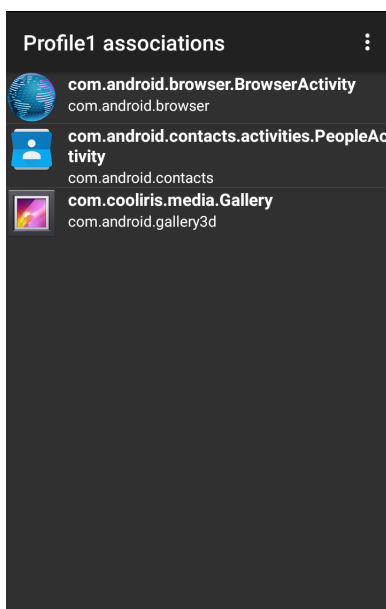 Profile1 associations
com.android.browser.BrowserActivity
com.android.browser
com.android.contacts.activities.PeopleAc
tivity
com.android.contacts
com.cooliris.media.Gallery
com.android.gallery3d